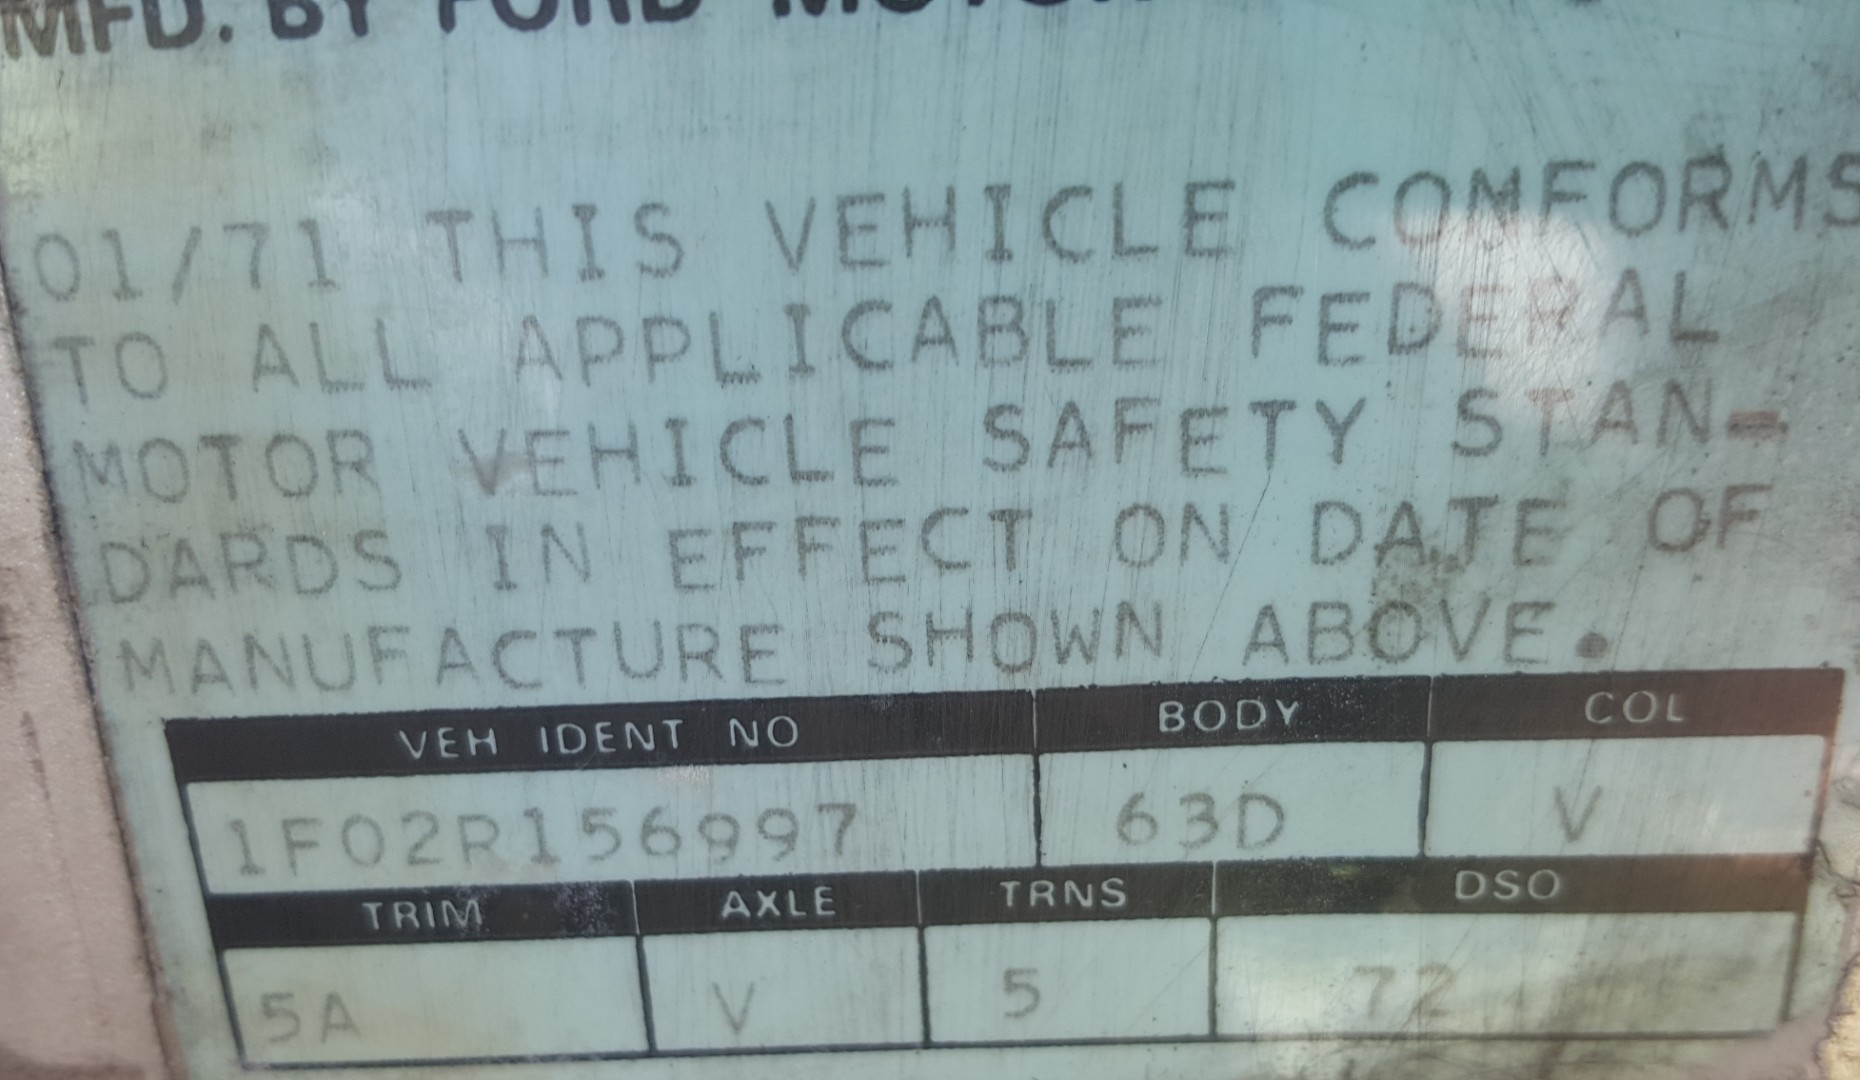 MFD. BY FORD MOTOR
01/71 THIS VEHICLE CONFORMS
TO ALL APPLICABLE FEDERAL
MOTOR VEHICLE SAFETY STAN-
DARDS IN EFFECT ON DATE OF
MANUFACTURE SHOWN ABOVE.
VEH IDENT NO BODY COL
1F02R156997 63D V
TRIM AXLE TRNS DSO
5A V 5 72